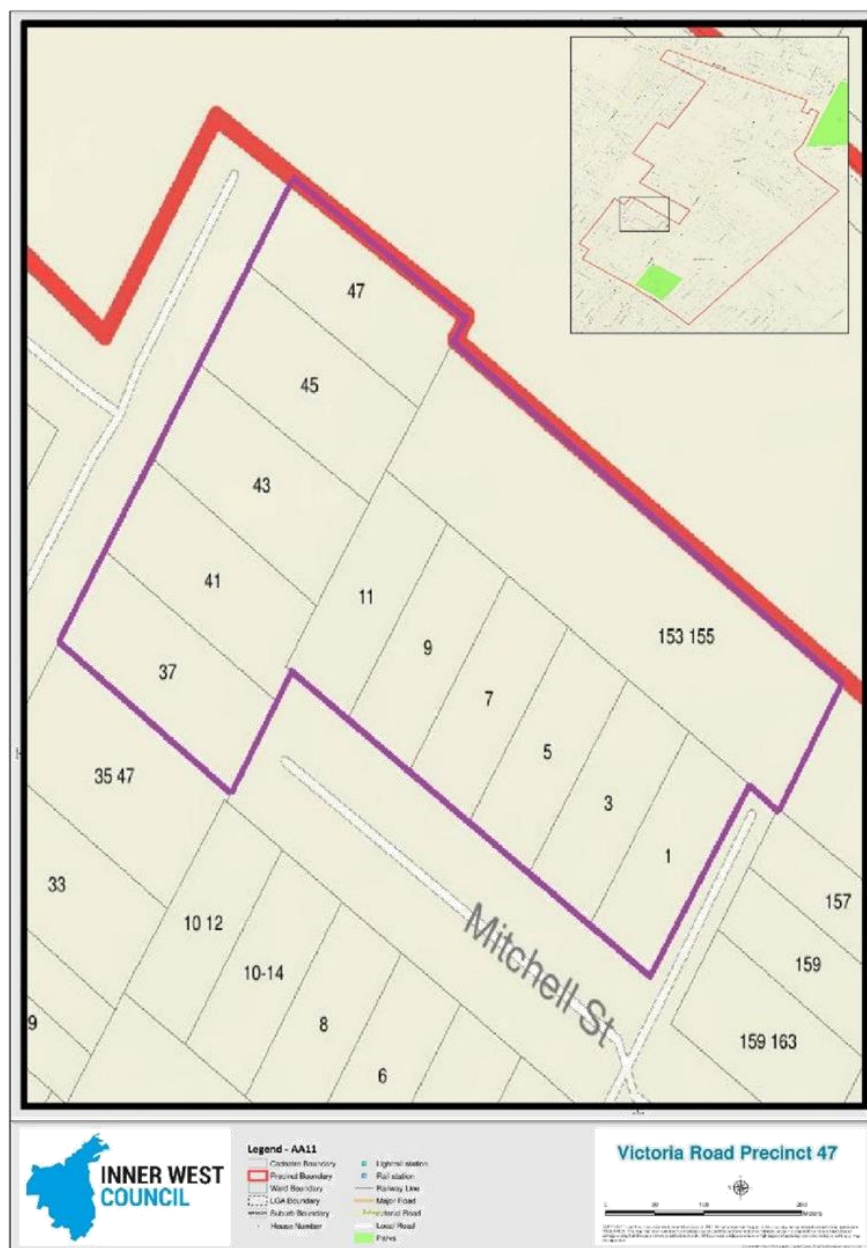 47
45
43
41
37
11
9
7
5
3
1
153 155
35 47
33
10 12
10-14
8
6
9
157
159
159 163
Mitchell St
INNER WEST
COUNCIL
Legend - AA11
Cadastre Boundary
Precinct Boundary
Ward Boundary
LGA Boundary
Suburb Boundary
House Number
Lightrail station
Rail station
Railway Line
Major Road
Arterial Road
Local Road
Parks
Victoria Road Precinct 47